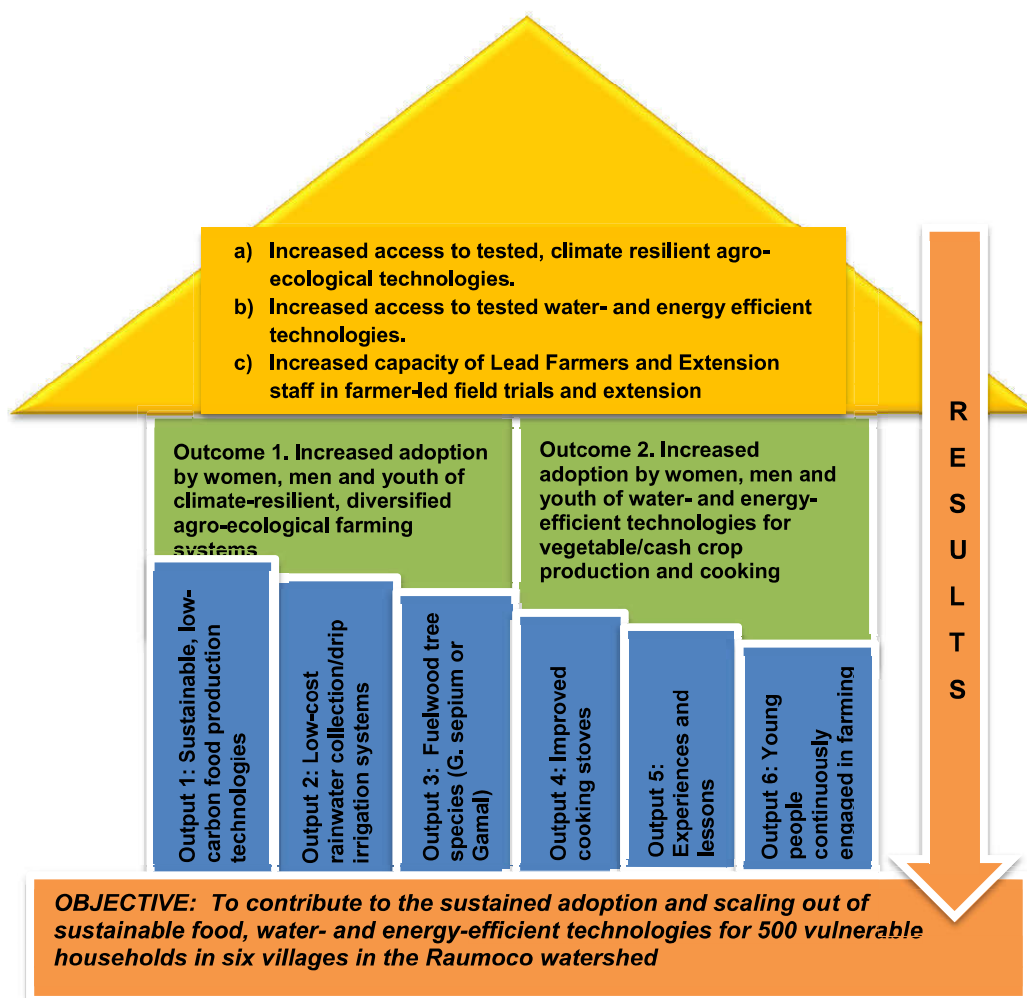 a) Increased access to tested, climate resilient agro-
ecological technologies.
b) Increased access to tested water- and energy efficient
technologies.
c) Increased capacity of Lead Farmers and Extension
staff in farmer-led field trials and extension
Outcome 1. Increased adoption
by women, men and youth of
climate-resilient, diversified
agro-ecological farming
systems
Outcome 2. Increased
adoption by women, men and
youth of water- and energy-
efficient technologies for
vegetable/cash crop
production and cooking
Output 1: Sustainable, low-
carbon food production
technologies
Output 2: Low-cost
rainwater collection/drip
irrigation systems
Output 3: Fuelwood tree
species (G. sepium or
Gamal)
Output 4: Improved
cooking stoves
Output 5:
Experiences and
lessons
Output 6: Young
people
continuously
engaged in farming
R
E
S
U
L
T
S
OBJECTIVE: To contribute to the sustained adoption and scaling out of
sustainable food, water- and energy-efficient technologies for 500 vulnerable
households in six villages in the Raumoco watershed